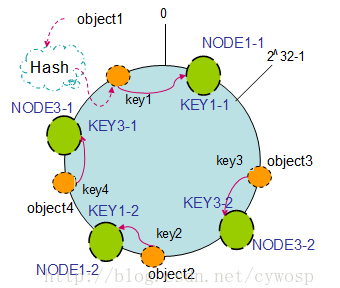 object1
0
NODE1-1
2^32-1
Hash
key1
KEY1-1
NODE3-1
KEY3-1
key3
object3
key4
KEY3-2
object4
KEY1-2
key2
NODE3-2
NODE1-2
object2
http://blog.csdn.net/cywosp